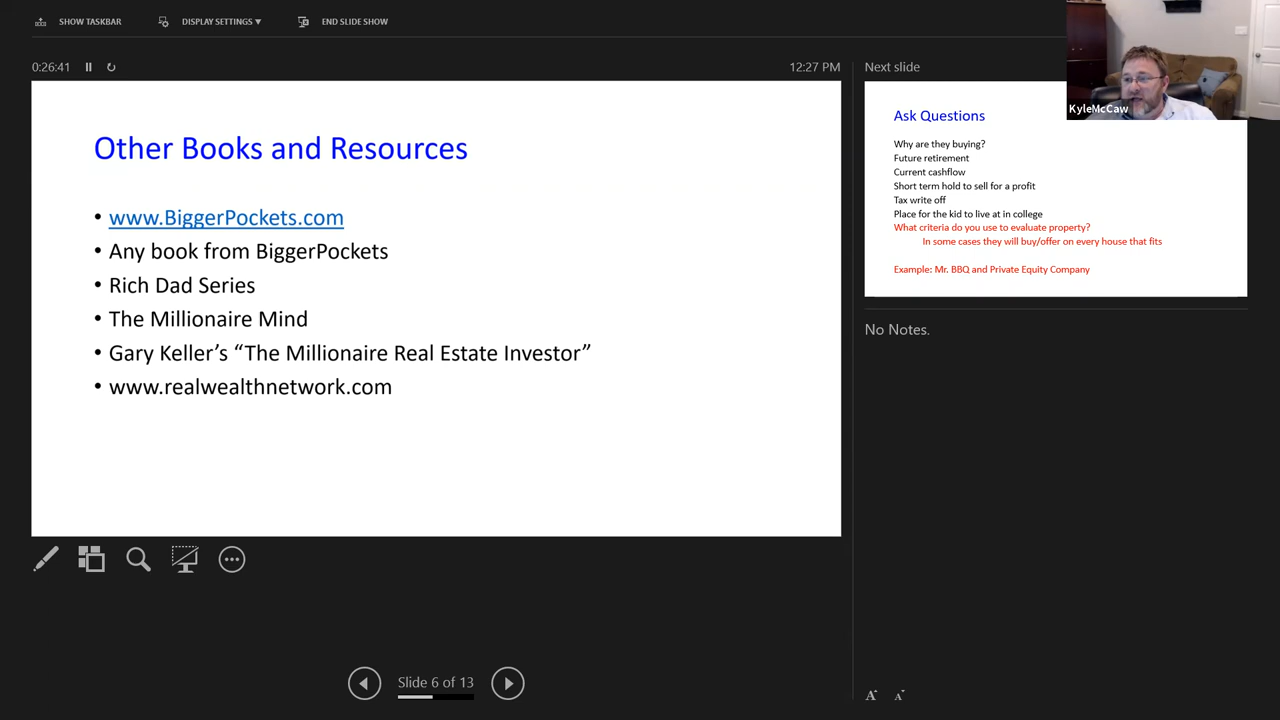 SHOW TASKBAR
DISPLAY SETTINGS ▼
END SLIDE SHOW
0:26:41
12:27 PM
Other Books and Resources
• www.BiggerPockets.com
• Any book from BiggerPockets
• Rich Dad Series
• The Millionaire Mind
• Gary Keller’s “The Millionaire Real Estate Investor”
• www.realwealthnetwork.com
Slide 6 of 13
Next slide
KyleMcCaw
Ask Questions
Why are they buying?
Future retirement
Current cashflow
Short term hold to sell for a profit
Tax write off
Place for the kid to live at in college
What criteria do you use to evaluate property?
In some cases they will buy/offer on every house that fits
Example: Mr. BBQ and Private Equity Company
No Notes.
A A